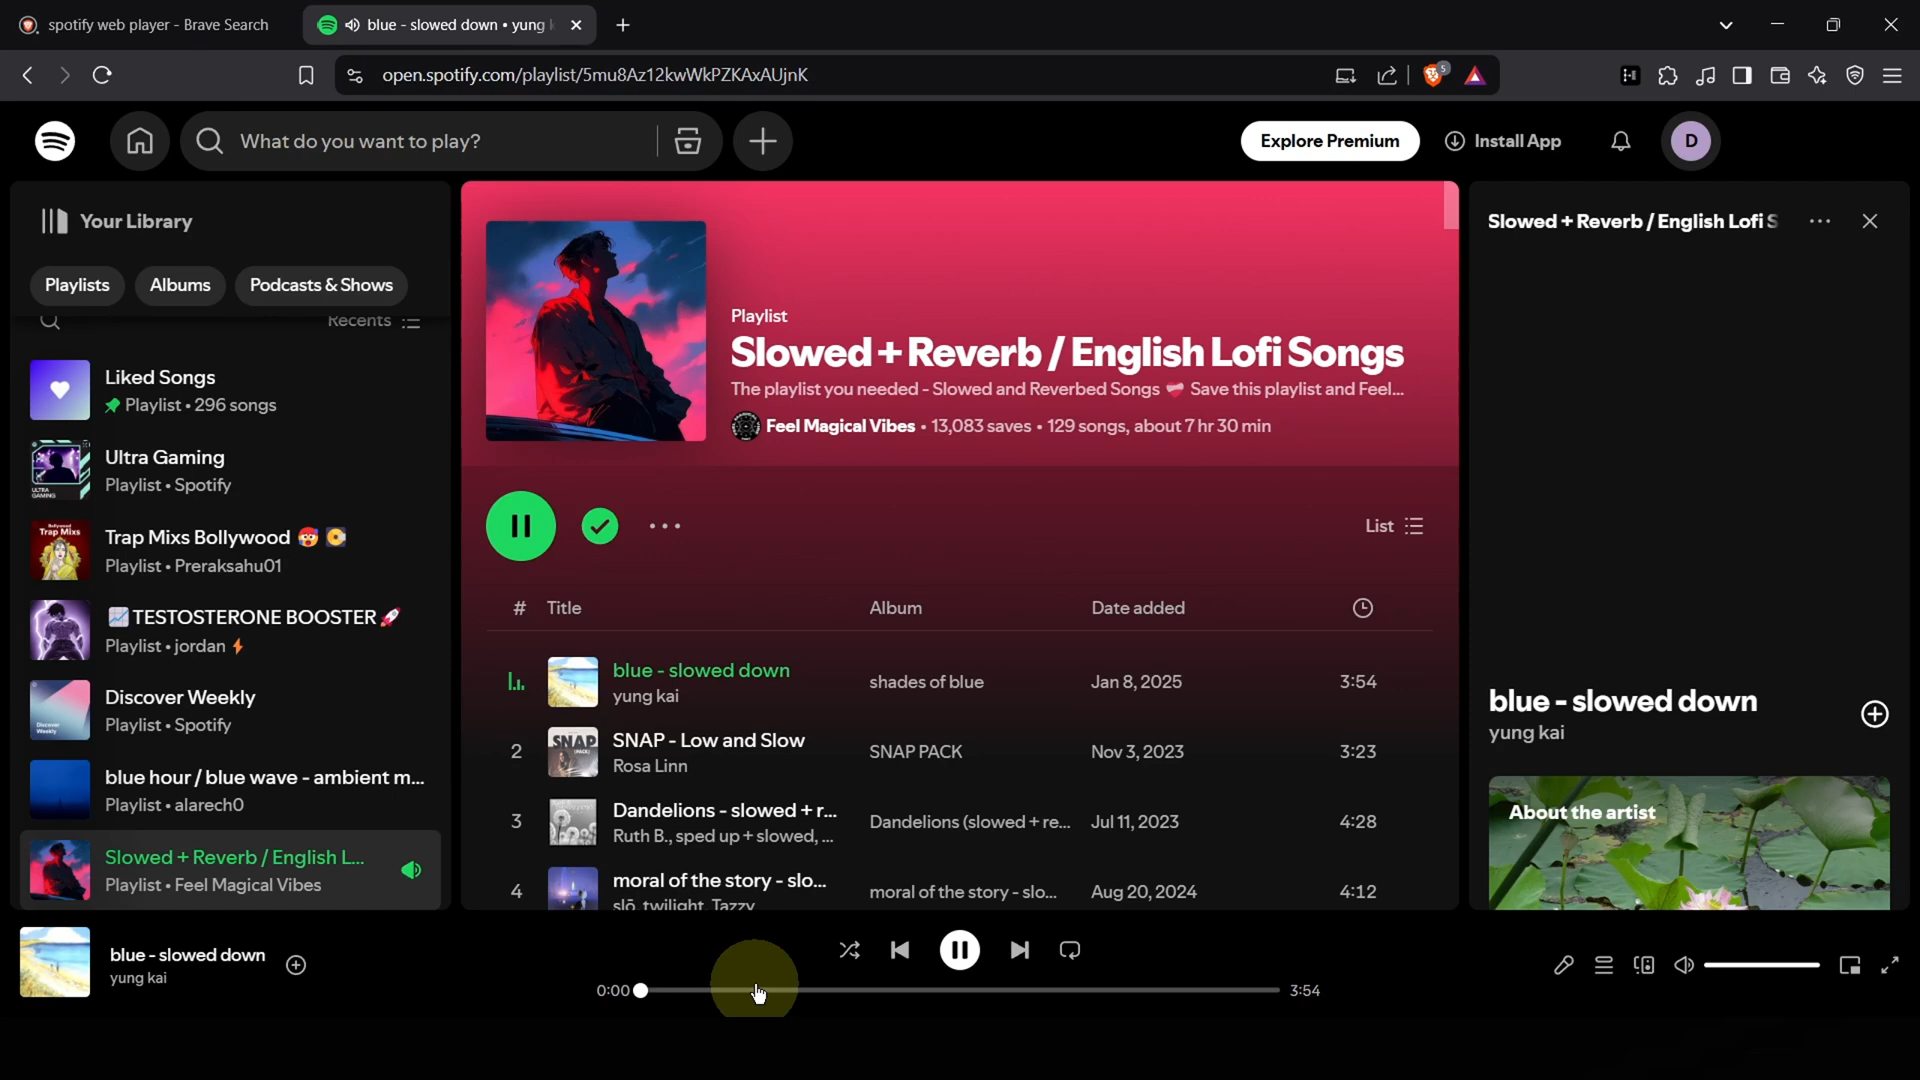 spotify web player - Brave Search
blue - slowed down • yung
open.spotify.com/playlist/5mu8Az12kwWkPZKAxAUjnK
5
What do you want to play?
Explore Premium
Install App
D
Your Library
Playlists
Albums
Podcasts & Shows
Recents
Liked Songs
Playlist • 296 songs
Ultra Gaming
Playlist • Spotify
Trap Mixs Bollywood 🥵 📀
Playlist • Preraksahu01
📈TESTOSTERONE BOOSTER🚀
Playlist • jordan⚡
Discover Weekly
Playlist • Spotify
blue hour / blue wave - ambient m...
Playlist • alarech0
Slowed + Reverb / English L...
Playlist • Feel Magical Vibes
Playlist
Slowed + Reverb / English Lofi Songs
The playlist you needed - Slowed and Reverbed Songs ❤️‍🩹 Save this playlist and Feel...
Feel Magical Vibes • 13,083 saves • 129 songs, about 7 hr 30 min
List
# Title Album Date added
blue - slowed down
yung kai
shades of blue
Jan 8, 2025
3:54
2
SNAP - Low and Slow
Rosa Linn
SNAP PACK
Nov 3, 2023
3:23
3
Dandelions - slowed + r...
Ruth B., sped up + slowed, ...
Dandelions (slowed + re...
Jul 11, 2023
4:28
4
moral of the story - slo...
slō, twilight, Tazzy
moral of the story - slo...
Aug 20, 2024
4:12
Slowed + Reverb / English Lofi S
blue - slowed down
yung kai
About the artist
blue - slowed down
yung kai
0:00
3:54